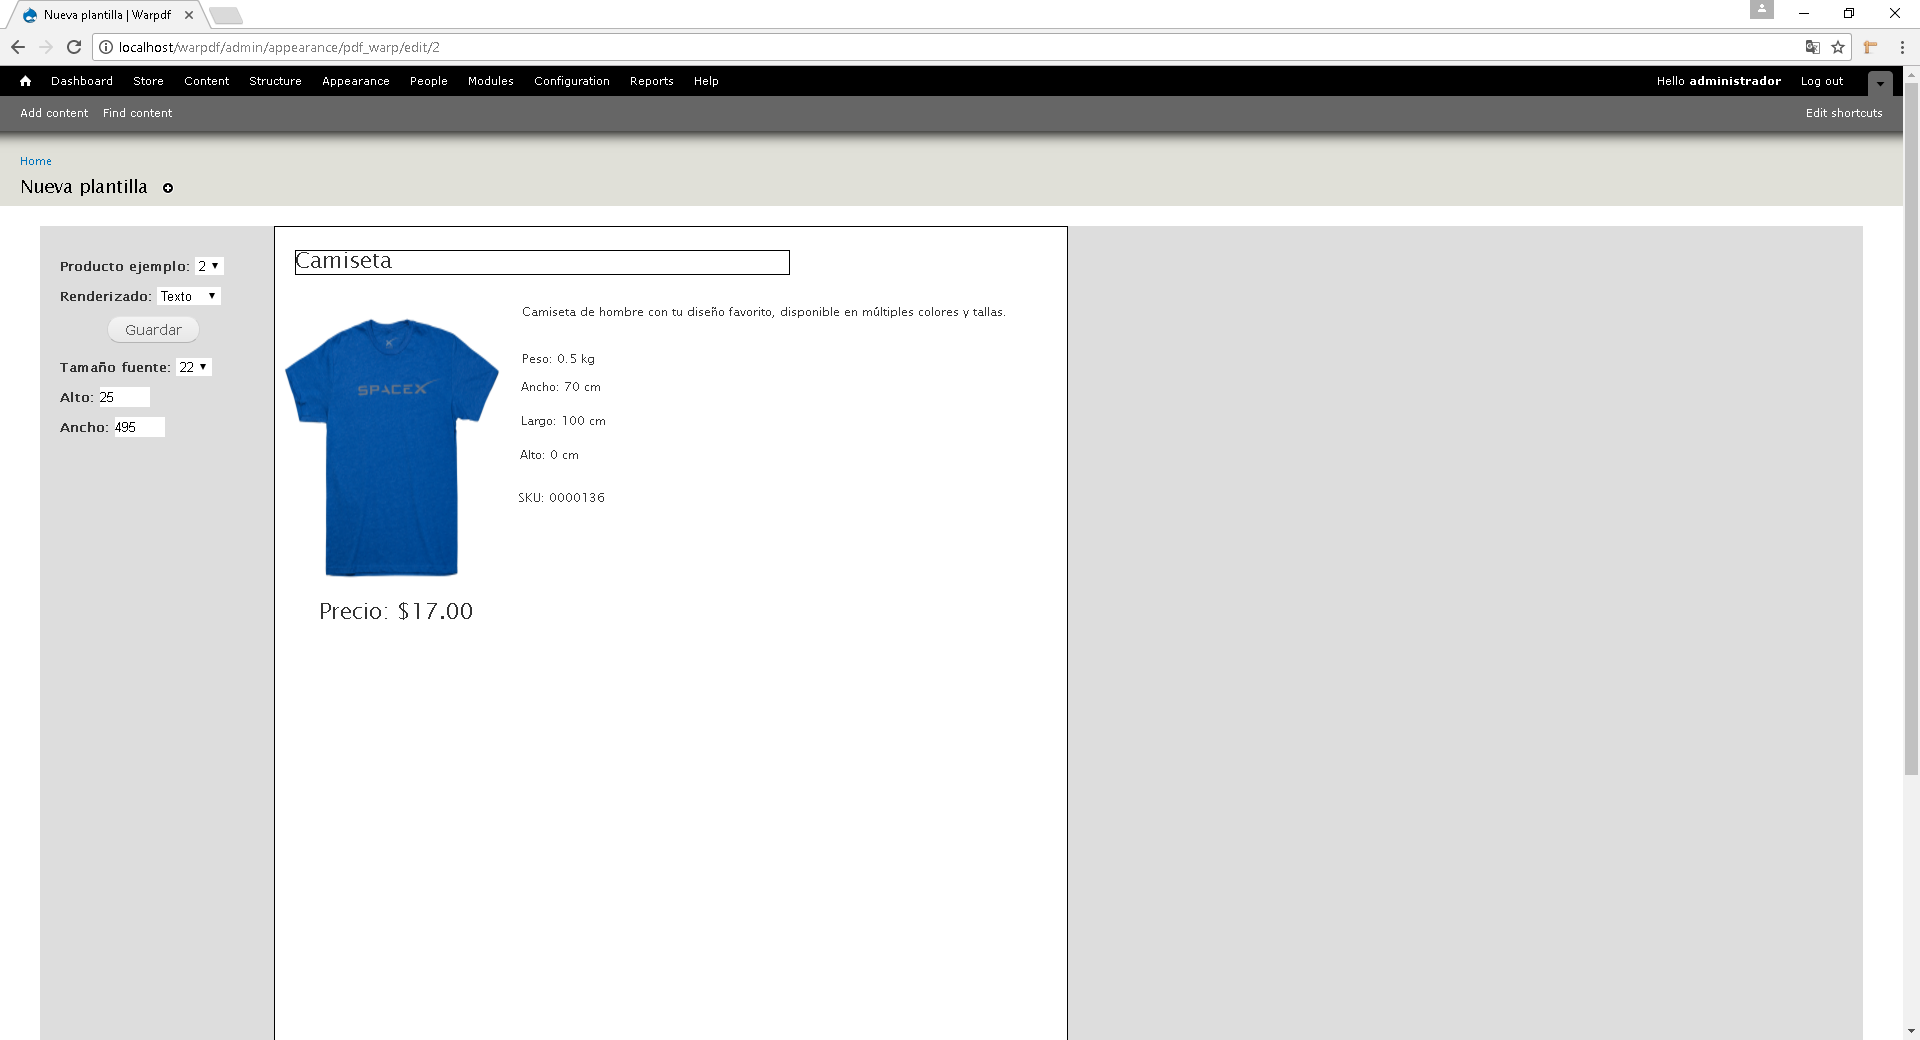 Nueva plantilla | Warpdf
localhost/warpdf/admin/appearance/pdf_warp/edit/2
Dashboard Store Content Structure Appearance People Modules Configuration Reports Help Hello administrador Log out
Add content Find content Edit shortcuts
Home
Nueva plantilla
Producto ejemplo: 2
Renderizado: Texto
Guardar
Tamaño fuente: 22
Alto: 25
Ancho: 495
Camiseta
Camiseta de hombre con tu diseño favorito, disponible en múltiples colores y tallas.
SPACEX
Peso: 0.5 kg
Ancho: 70 cm
Largo: 100 cm
Alto: 0 cm
SKU: 0000136
Precio: $17.00